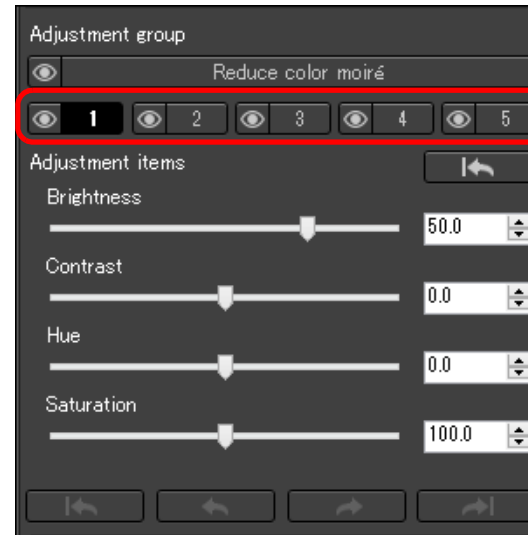 Adjustment group
Reduce color moiré
1 2 3 4 5
Adjustment items
Brightness
50.0
Contrast
0.0
Hue
0.0
Saturation
100.0